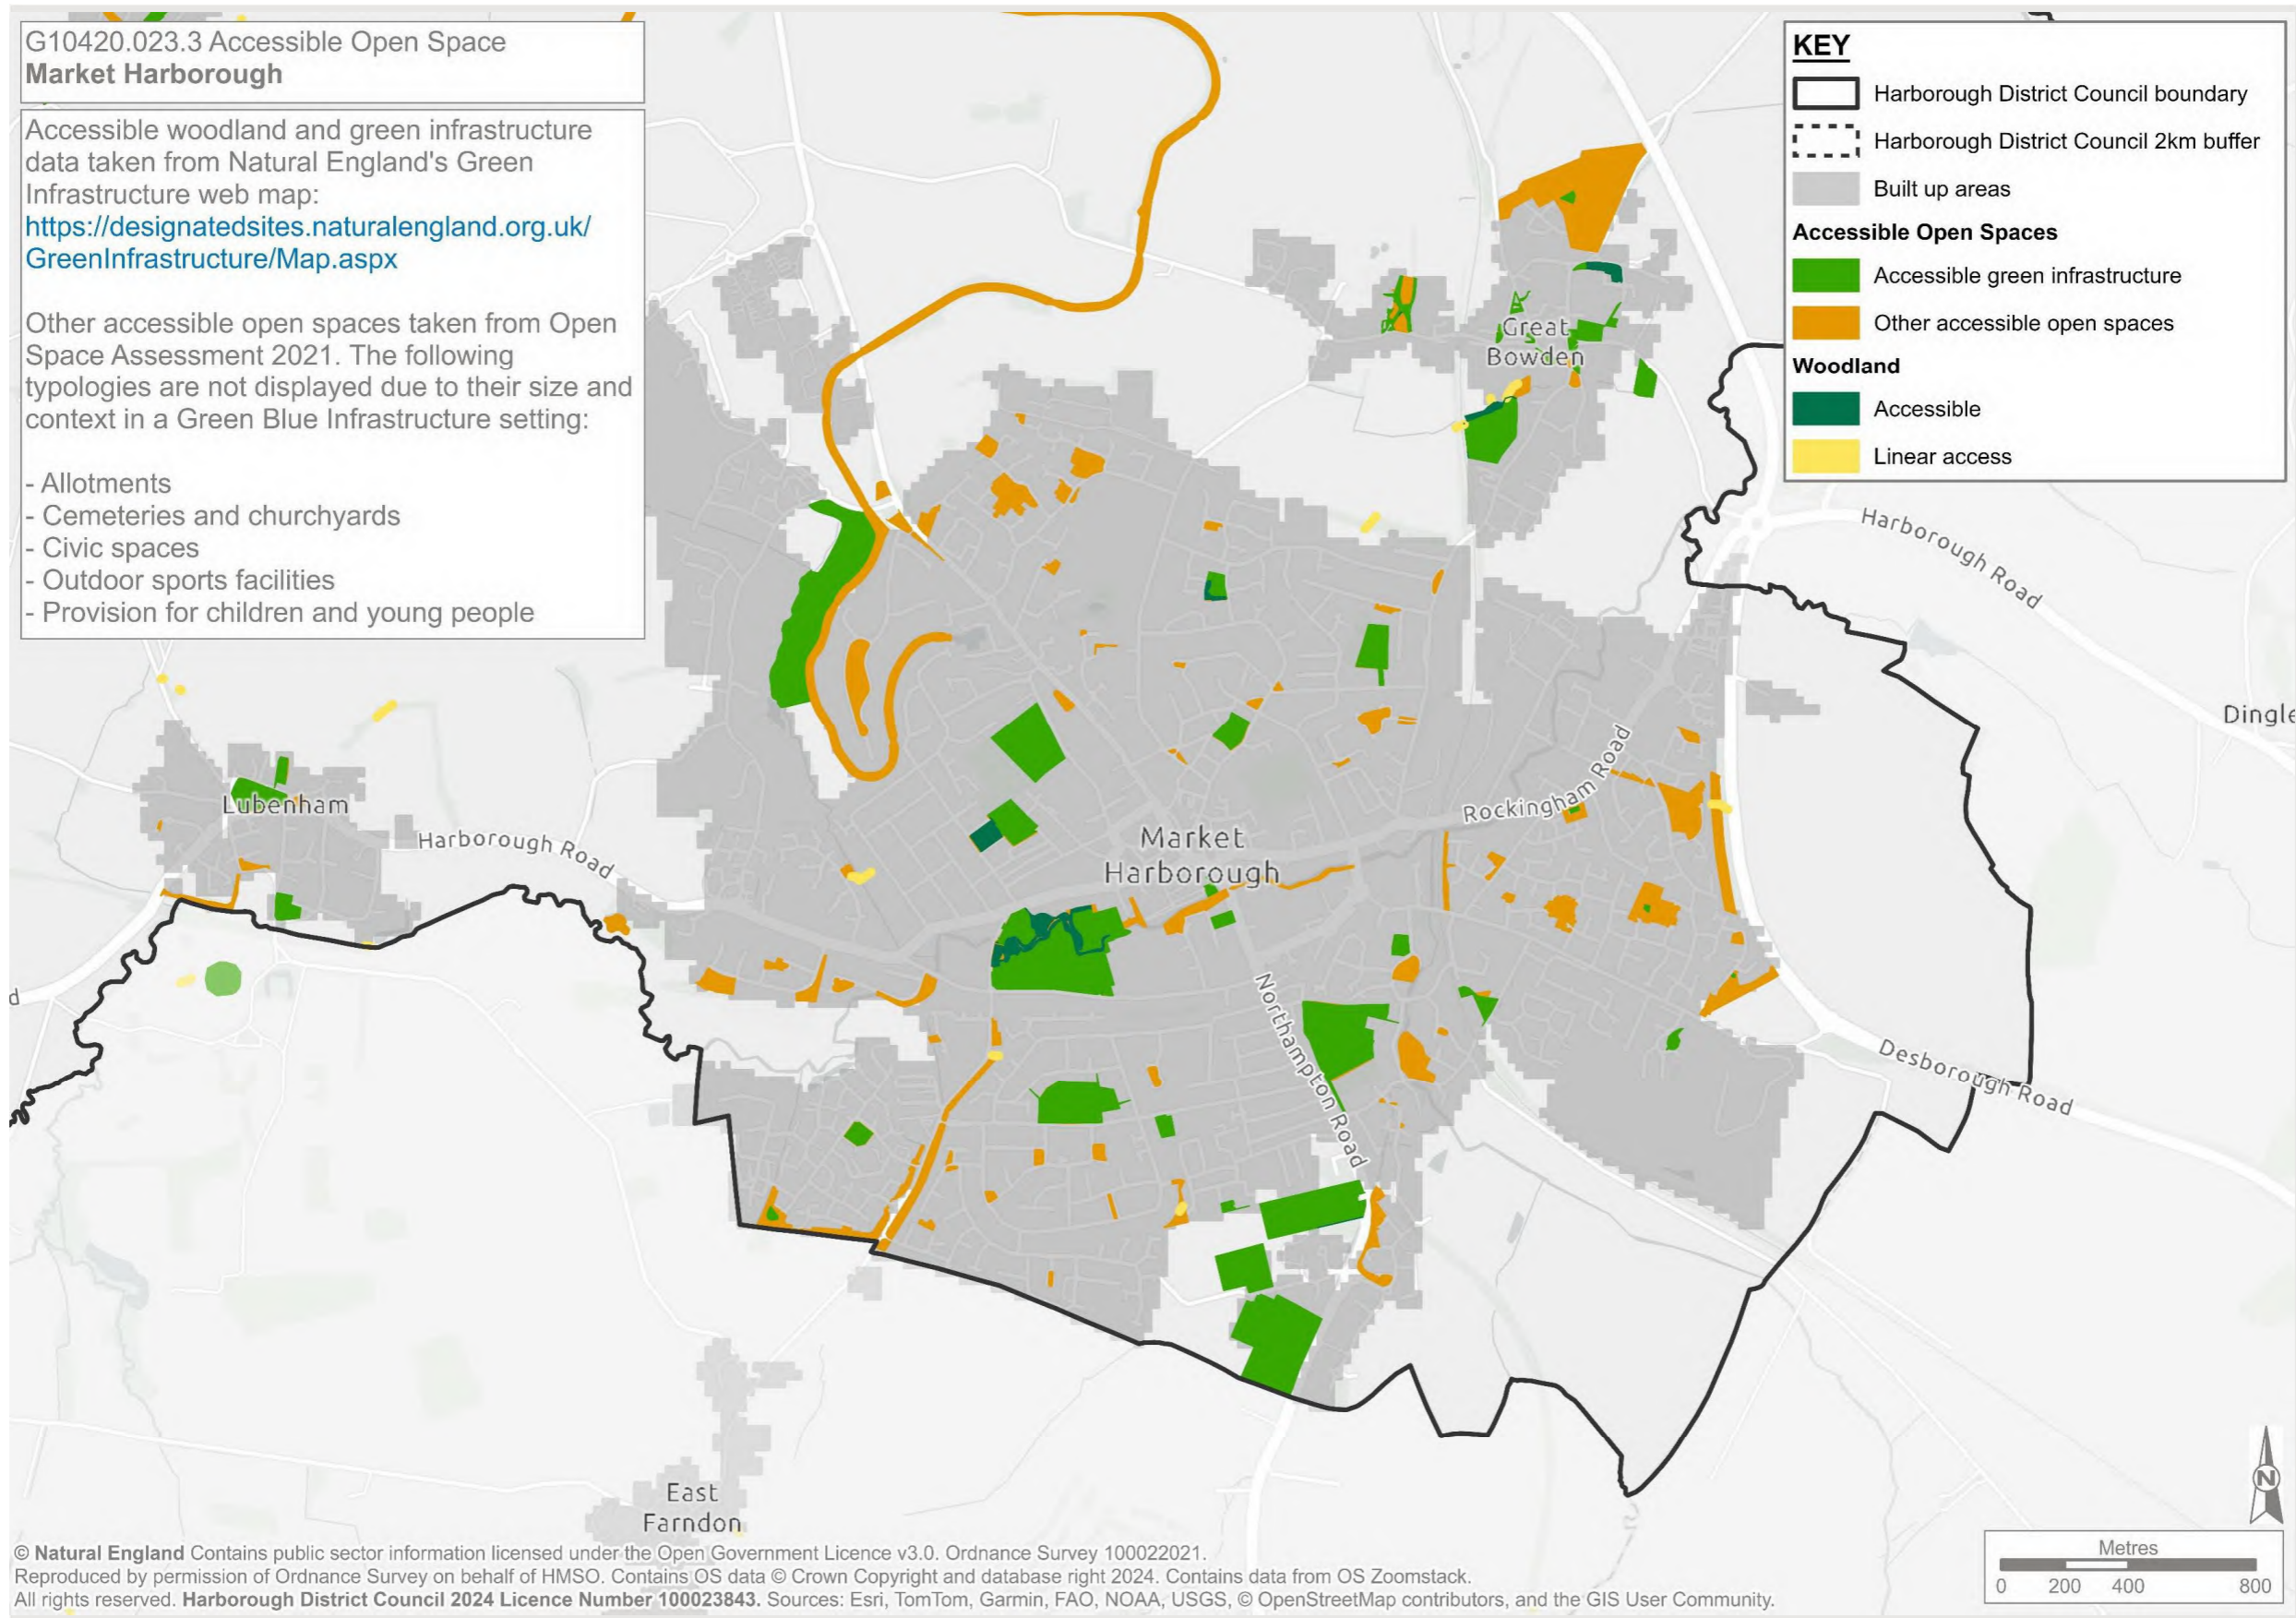 G10420.023.3 Accessible Open Space
Market Harborough
Accessible woodland and green infrastructure
data taken from Natural England's Green
Infrastructure web map:
https://designatedsites.naturalengland.org.uk/
GreenInfrastructure/Map.aspx
Other accessible open spaces taken from Open
Space Assessment 2021. The following
typologies are not displayed due to their size and
context in a Green Blue Infrastructure setting:
- Allotments
- Cemeteries and churchyards
- Civic spaces
- Outdoor sports facilities
- Provision for children and young people
KEY
Harborough District Council boundary
Harborough District Council 2km buffer
Built up areas
Accessible Open Spaces
Accessible green infrastructure
Other accessible open spaces
Woodland
Accessible
Linear access
Great
Bowden
Harborough Road
Dingle
Lubenham
Harborough Road
Rockingham Road
Market
Harborough
d
Northampton Road
Desborough Road
East
Farndon
N
Metres
0 200 400 800
© Natural England Contains public sector information licensed under the Open Government Licence v3.0. Ordnance Survey 100022021.
Reproduced by permission of Ordnance Survey on behalf of HMSO. Contains OS data © Crown Copyright and database right 2024. Contains data from OS Zoomstack.
All rights reserved. Harborough District Council 2024 Licence Number 100023843. Sources: Esri, TomTom, Garmin, FAO, NOAA, USGS, © OpenStreetMap contributors, and the GIS User Community.